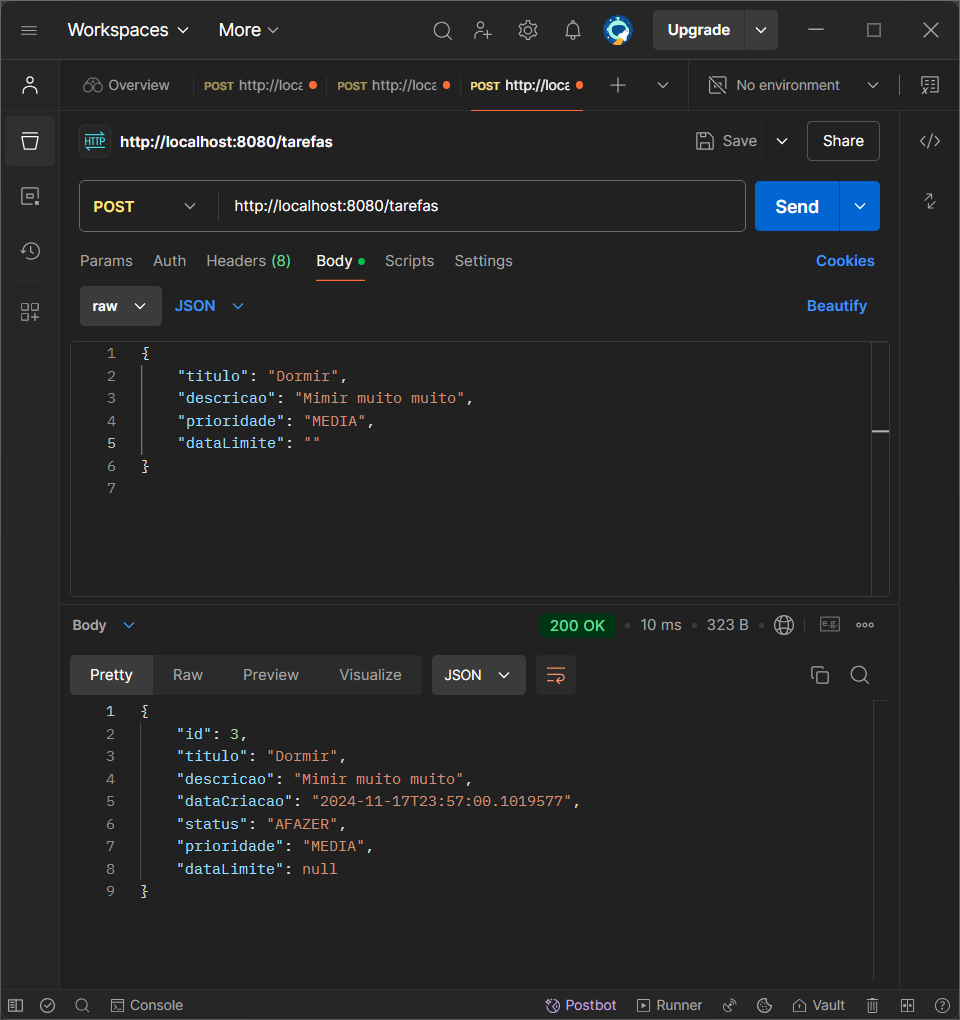 Workspaces More Upgrade
Overview POST http://loca POST http://loca POST http://loca No environment
HTTP http://localhost:8080/tarefas Save Share
POST http://localhost:8080/tarefas Send
Params Auth Headers (8) Body Scripts Settings Cookies
raw JSON Beautify
1 {
2 "titulo": "Dormir",
3 "descricao": "Mimir muito muito",
4 "prioridade": "MEDIA",
5 "dataLimite": ""
6 }
7
Body 200 OK 10 ms 323 B e.g.
Pretty Raw Preview Visualize JSON
1 {
2 "id": 3,
3 "titulo": "Dormir",
4 "descricao": "Mimir muito muito",
5 "dataCriacao": "2024-11-17T23:57:00.1019577",
6 "status": "AFAZER",
7 "prioridade": "MEDIA",
8 "dataLimite": null
9 }
Console Postbot Runner Vault